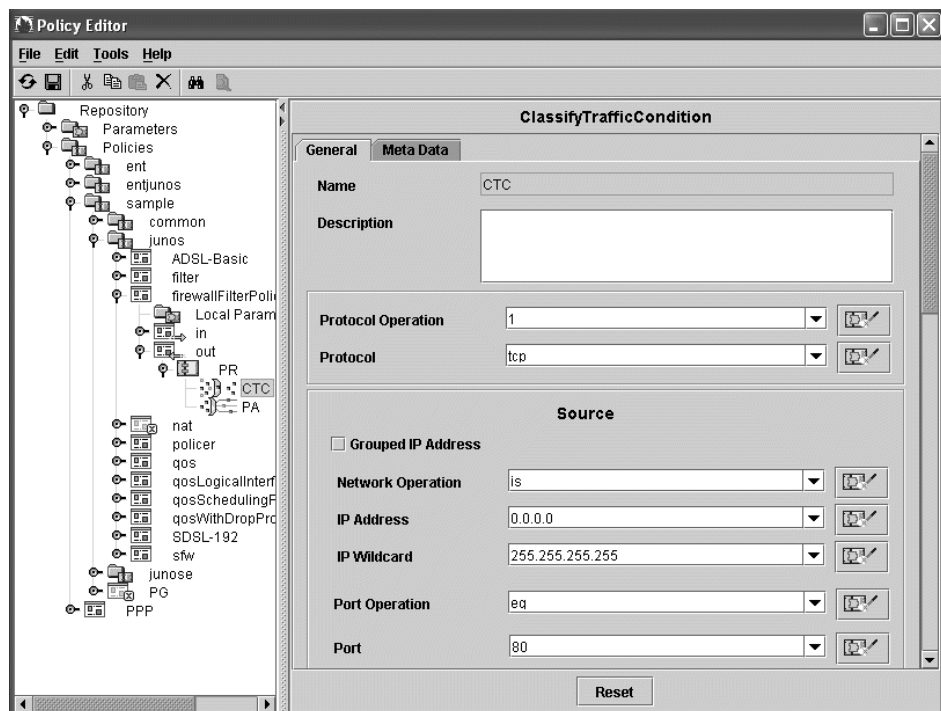 Policy Editor
File Edit Tools Help
Repository
Parameters
Policies
ent
entjunos
sample
common
junos
ADSL-Basic
filter
firewallFilterPoli
Local Param
in
out
PR
CTC
PA
nat
policer
qos
qosLogicalInterf
qosSchedulingF
qosWithDropPro
SDSL-192
sfw
junose
PG
PPP
ClassifyTrafficCondition
General Meta Data
Name CTC
Description
Protocol Operation 1
Protocol tcp
Source
Grouped IP Address
Network Operation is
IP Address 0.0.0.0
IP Wildcard 255.255.255.255
Port Operation eq
Port 80
Reset